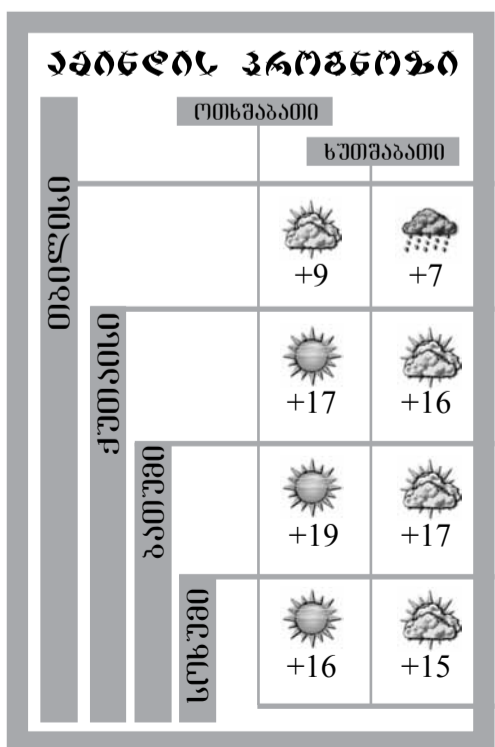 ამინდის პროგნოზი
ოთხშაბათი
ხუთშაბათი
თბილისი
+9
+7
ქუთაისი
+17
+16
ბათუმი
+19
+17
სოხუმი
+16
+15